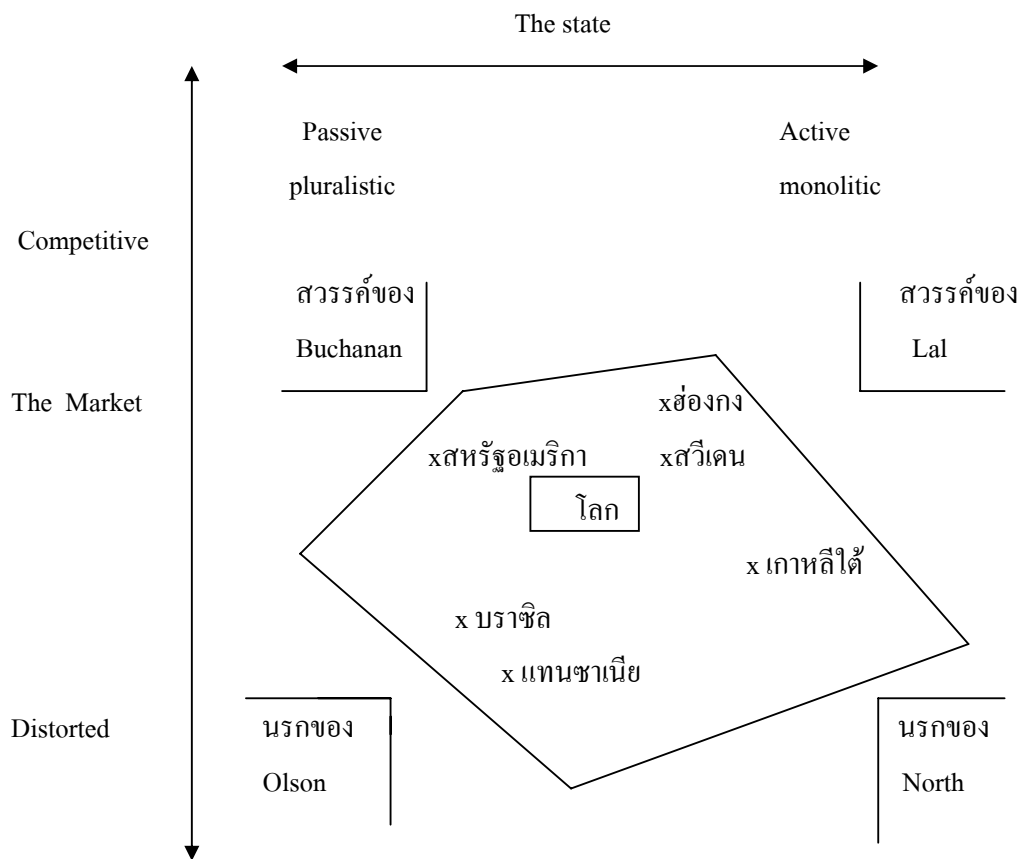 The state
Passive
pluralistic
Active
monolitic
Competitive
สวรรค์ของ
Buchanan
สวรรค์ของ
Lal
The Market
xฮ่องกง
xสหรัฐอเมริกา
xสวีเดน
โลก
x เกาหลีใต้
x บราซิล
x แทนซาเนีย
Distorted
นรกของ
Olson
นรกของ
North